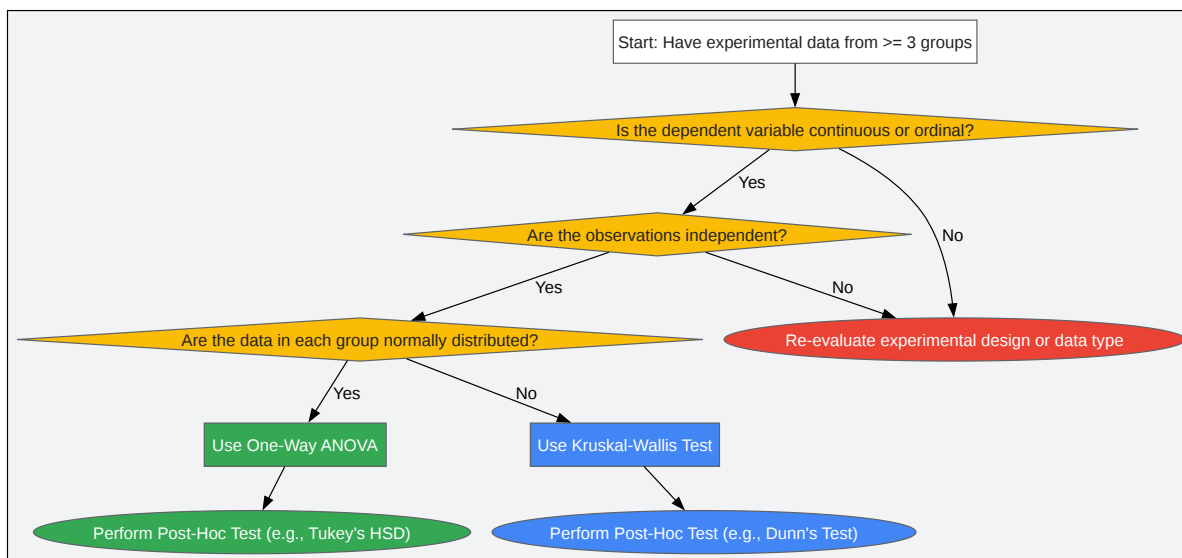 Start: Have experimental data from >= 3 groups
Is the dependent variable continuous or ordinal?
Yes
No
Are the observations independent?
Yes
No
Re-evaluate experimental design or data type
Are the data in each group normally distributed?
Yes
No
Use One-Way ANOVA
Use Kruskal-Wallis Test
Perform Post-Hoc Test (e.g., Tukey's HSD)
Perform Post-Hoc Test (e.g., Dunn's Test)